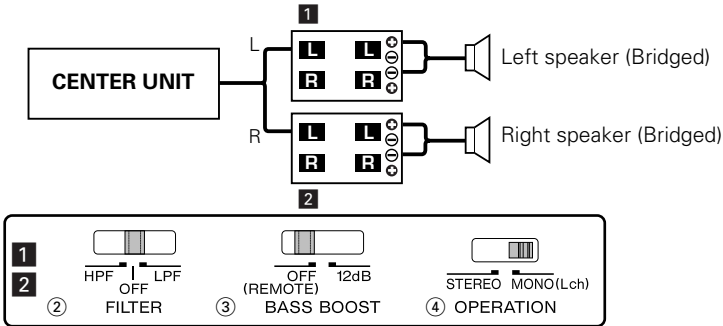 1
L
L L ⊕
⊖
CENTER UNIT
R R ⊖
⊕
Left speaker (Bridged)
R
L L ⊕
⊖
R R ⊖
⊕
Right speaker (Bridged)
2
1
2
HPF LPF
OFF
② FILTER
OFF 12dB
(REMOTE)
③ BASS BOOST
STEREO MONO(Lch)
④ OPERATION